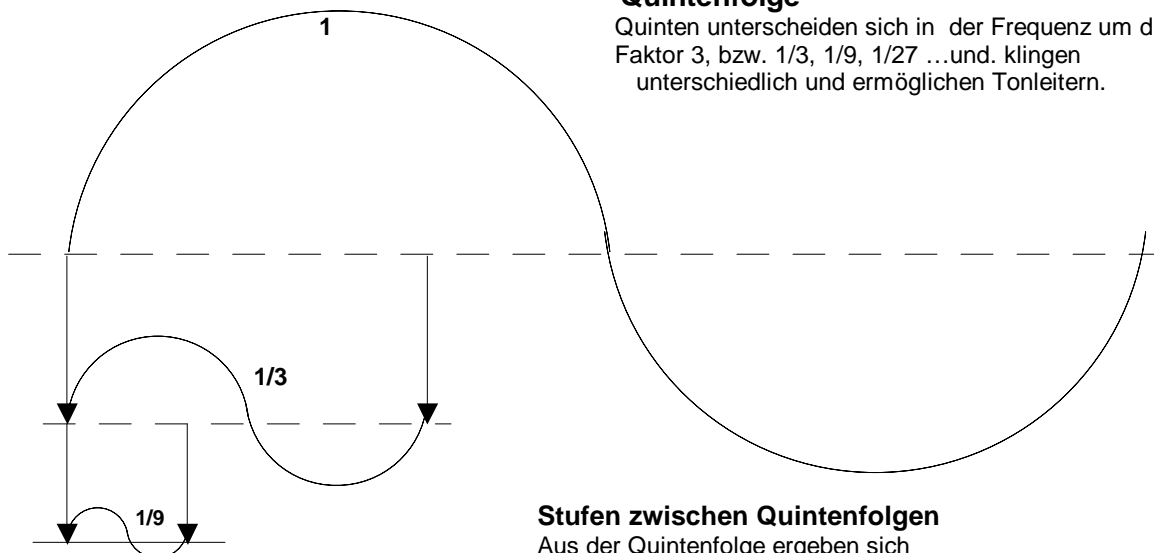 Quintenfolge
Quinten unterscheiden sich in der Frequenz um d
Faktor 3, bzw. 1/3, 1/9, 1/27 …und. klingen
unterschiedlich und ermöglichen Tonleitern.
1
1/3
1/9
Stufen zwischen Quintenfolgen
Aus der Quintenfolge ergeben sich